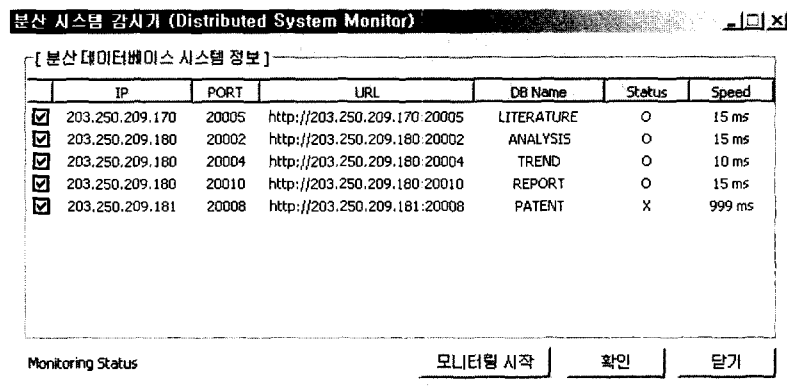 분산 시스템 감시기 (Distributed System Monitor)
[ 분산 데이터베이스 시스템 정보 ]
IP PORT URL DB Name Status Speed
203.250.209.170 20005 http://203.250.209.170:20005 LITERATURE O 15 ms
203.250.209.180 20002 http://203.250.209.180:20002 ANALYSIS O 15 ms
203.250.209.180 20004 http://203.250.209.180:20004 TREND O 10 ms
203.250.209.180 20010 http://203.250.209.180:20010 REPORT O 15 ms
203.250.209.181 20008 http://203.250.209.181:20008 PATENT X 999 ms
Monitoring Status 모니터링 시작 확인 닫기